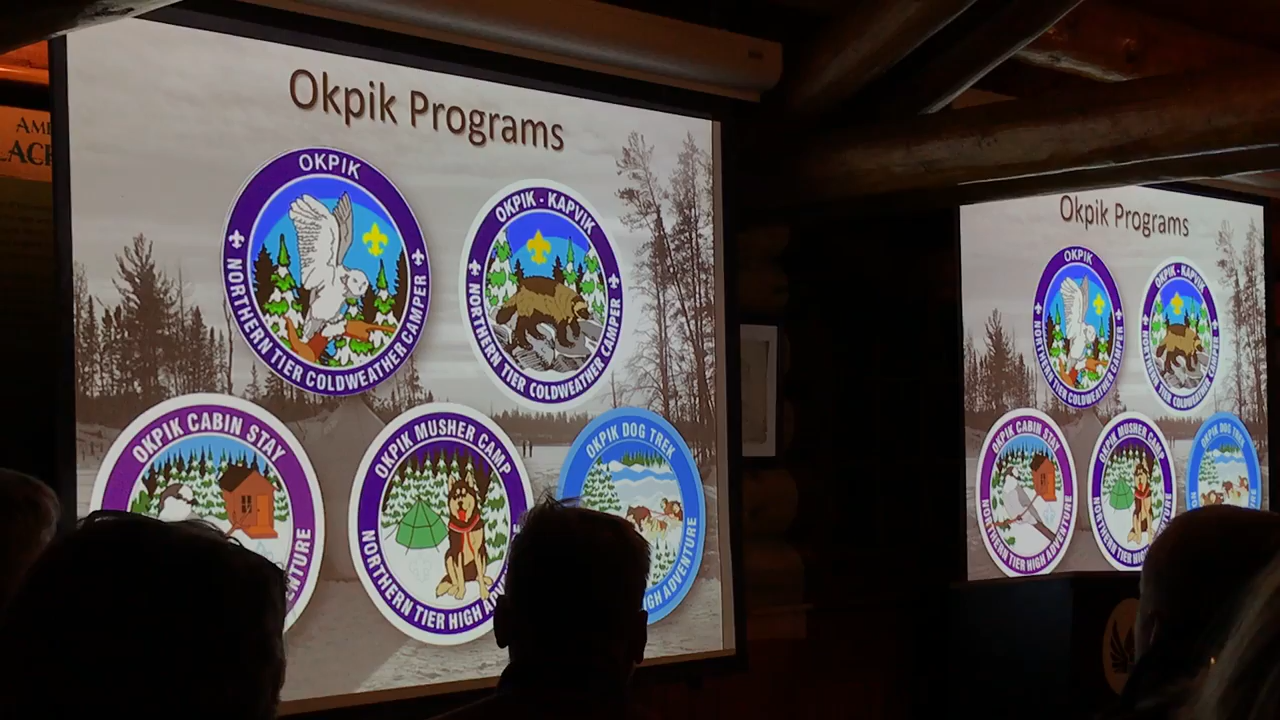 Okpik Programs
OKPIK
NORTHERN TIER COLDWEATHER CAMPER
OKPIK - KAPVIK
NORTHERN TIER COLDWEATHER CAMPER
OKPIK CABIN STAY
OKPIK MUSHER CAMP
NORTHERN TIER HIGH
OKPIK DOG TREK
HIGH ADVENTURE
Okpik Programs
OKPIK
NORTHERN TIER COLDWEATHER CAMPER
OKPIK - KAPVIK
NORTHERN TIER COLDWEATHER CAMPER
OKPIK CABIN STAY
NORTHERN TIER HIGH ADVENTURE
OKPIK MUSHER CAMP
NORTHERN TIER HIGH
OKPIK DOG TREK